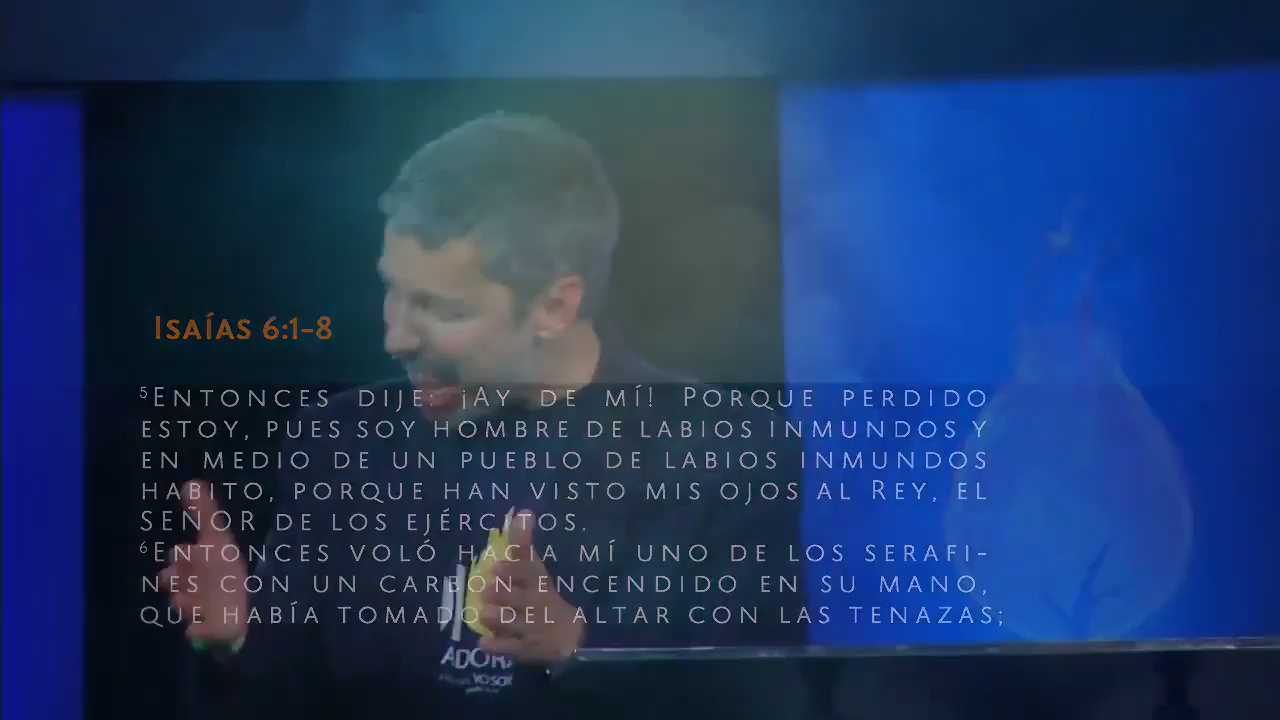 Isaías 6:1-8
⁵Entonces dije: ¡Ay de mí! Porque perdido
estoy, pues soy hombre de labios inmundos y
en medio de un pueblo de labios inmundos
habito, porque han visto mis ojos al Rey, el
SEÑOR de los ejércitos.
⁶Entonces voló hacia mí uno de los serafi-
nes con un carbón encendido en su mano,
que había tomado del altar con las tenazas;
ADORA